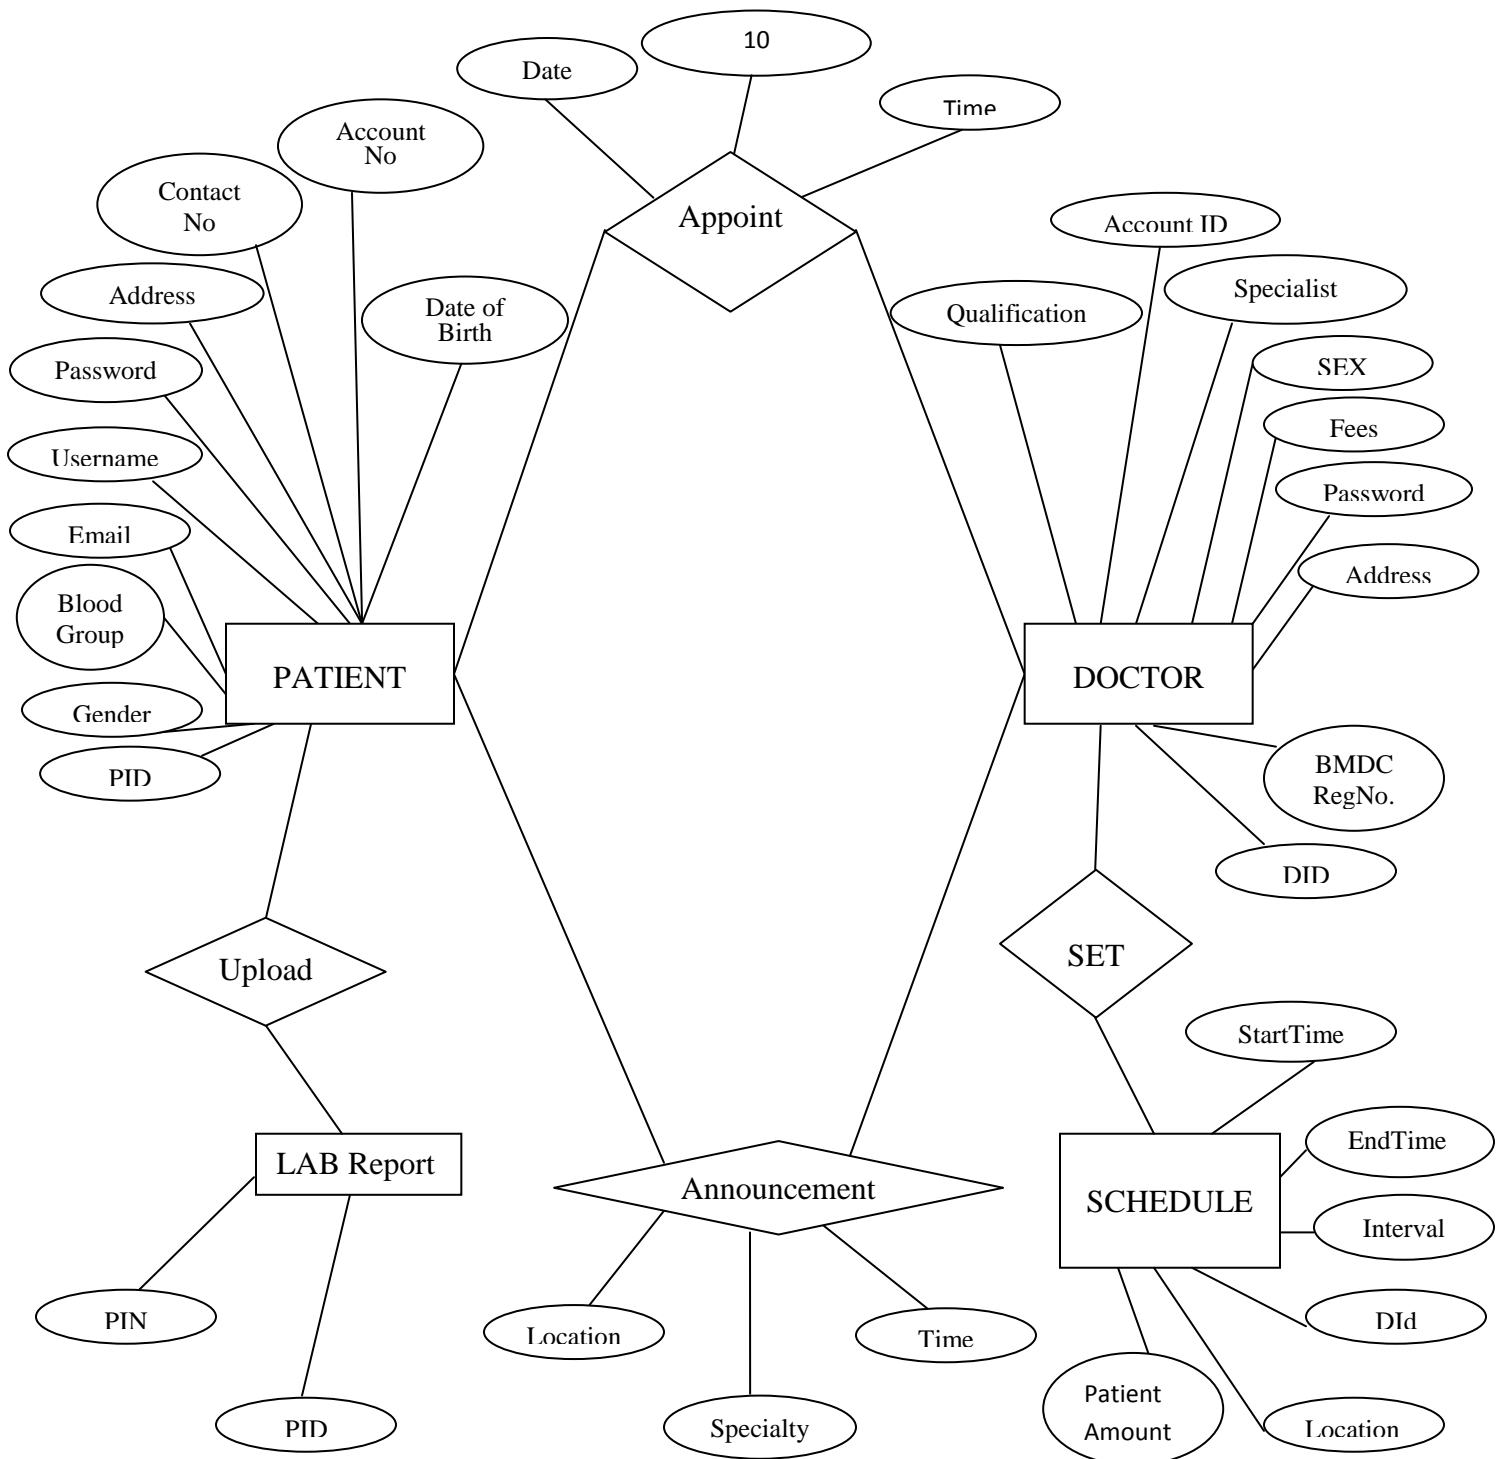 10
Date
Time
Account
No
Contact
No
Appoint
Account ID
Address
Date of
Birth
Qualification
Specialist
Password
SEX
Fees
Username
Password
Email
Address
Blood
Group
PATIENT
DOCTOR
Gender
PID
BMDC
RegNo.
DID
Upload
SET
StartTime
LAB Report
EndTime
Announcement
SCHEDULE
Interval
PIN
Location
Time
DId
PID
Specialty
Patient
Amount
Location